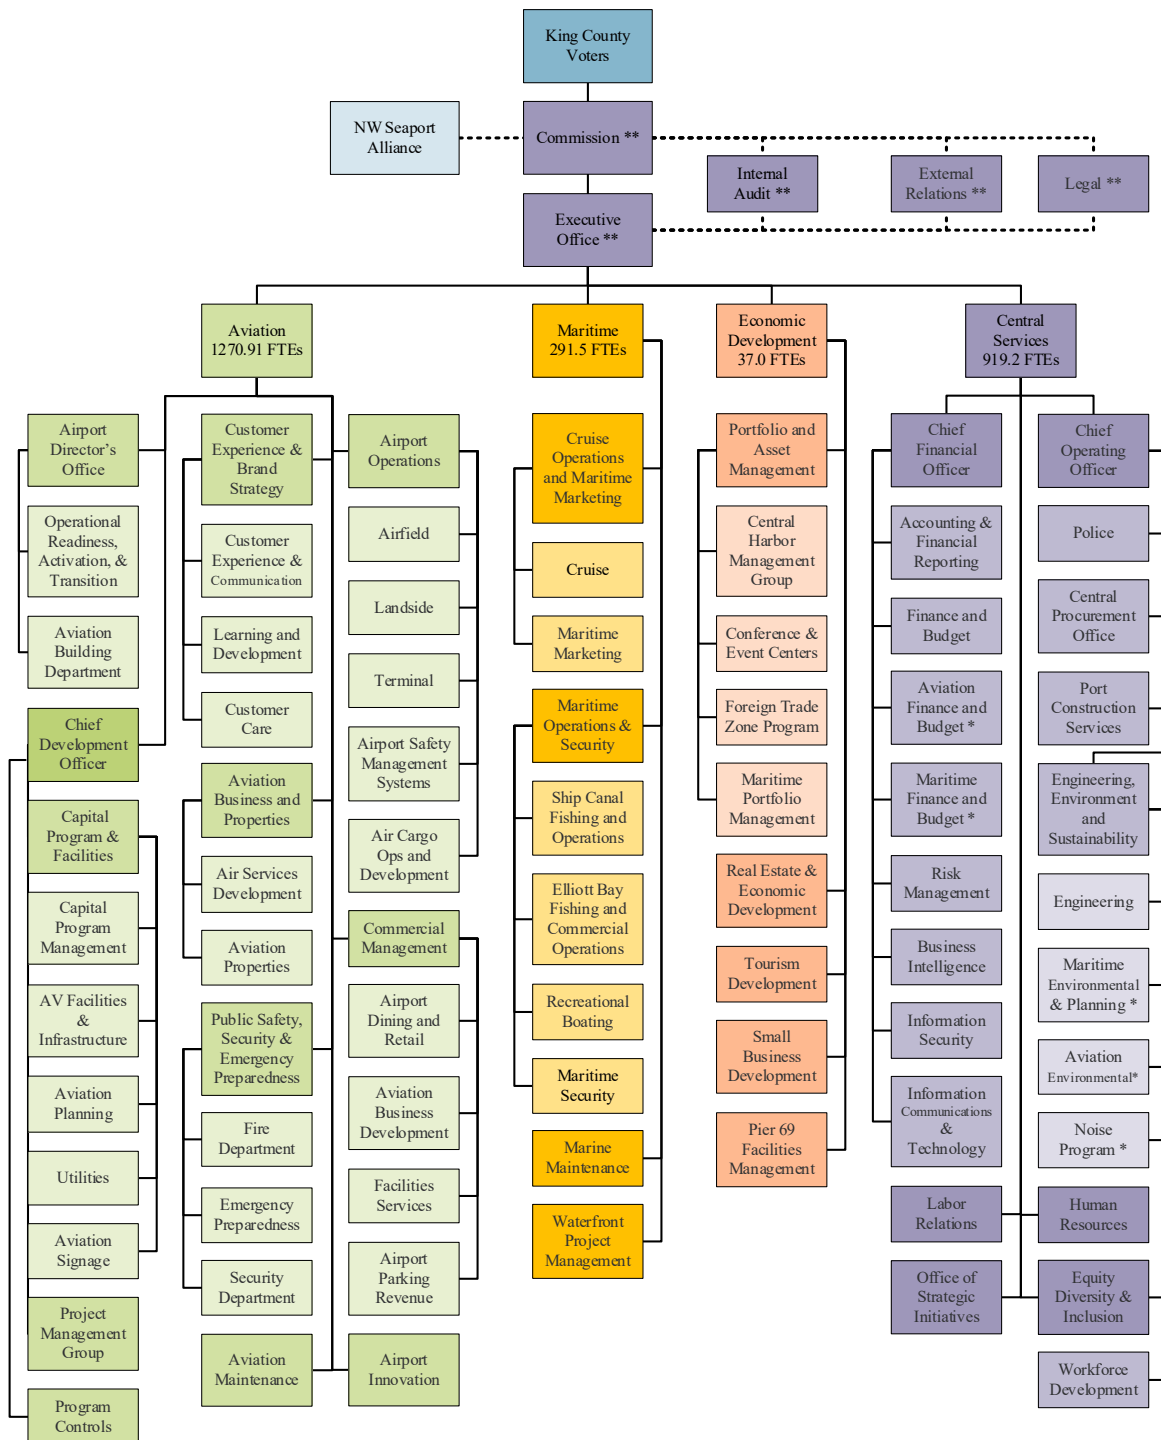 King County
Voters
NW Seaport
Alliance
Commission **
Internal
Audit **
External
Relations **
Legal **
Executive
Office **
Aviation
1270.91 FTEs
Maritime
291.5 FTEs
Economic
Development
37.0 FTEs
Central
Services
919.2 FTEs
Airport
Director's
Office
Operational
Readiness,
Activation, &
Transition
Aviation
Building
Department
Chief
Development
Officer
Capital
Program &
Facilities
Capital
Program
Management
AV Facilities
&
Infrastructure
Aviation
Planning
Utilities
Aviation
Signage
Project
Management
Group
Program
Controls
Customer
Experience &
Brand
Strategy
Customer
Experience &
Communication
Learning and
Development
Customer
Care
Aviation
Business and
Properties
Air Services
Development
Aviation
Properties
Public Safety,
Security &
Emergency
Preparedness
Fire
Department
Emergency
Preparedness
Security
Department
Aviation
Maintenance
Airport
Operations
Airfield
Landside
Terminal
Airport Safety
Management
Systems
Air Cargo
Ops and
Development
Commercial
Management
Airport
Dining and
Retail
Aviation
Business
Development
Facilities
Services
Airport
Parking
Revenue
Airport
Innovation
Cruise
Operations
and Maritime
Marketing
Cruise
Maritime
Marketing
Maritime
Operations &
Security
Ship Canal
Fishing and
Operations
Elliott Bay
Fishing and
Commercial
Operations
Recreational
Boating
Maritime
Security
Marine
Maintenance
Waterfront
Project
Management
Portfolio and
Asset
Management
Central
Harbor
Management
Group
Conference &
Event Centers
Foreign Trade
Zone Program
Maritime
Portfolio
Management
Real Estate &
Economic
Development
Tourism
Development
Small
Business
Development
Pier 69
Facilities
Management
Chief
Financial
Officer
Accounting &
Financial
Reporting
Finance and
Budget
Aviation
Finance and
Budget *
Maritime
Finance and
Budget *
Risk
Management
Business
Intelligence
Information
Security
Information
Communications
&
Technology
Labor
Relations
Office of
Strategic
Initiatives
Chief
Operating
Officer
Police
Central
Procurement
Office
Port
Construction
Services
Engineering,
Environment
and
Sustainability
Engineering
Maritime
Environmental
& Planning *
Aviation
Environmental*
Noise
Program *
Human
Resources
Equity
Diversity &
Inclusion
Workforce
Development